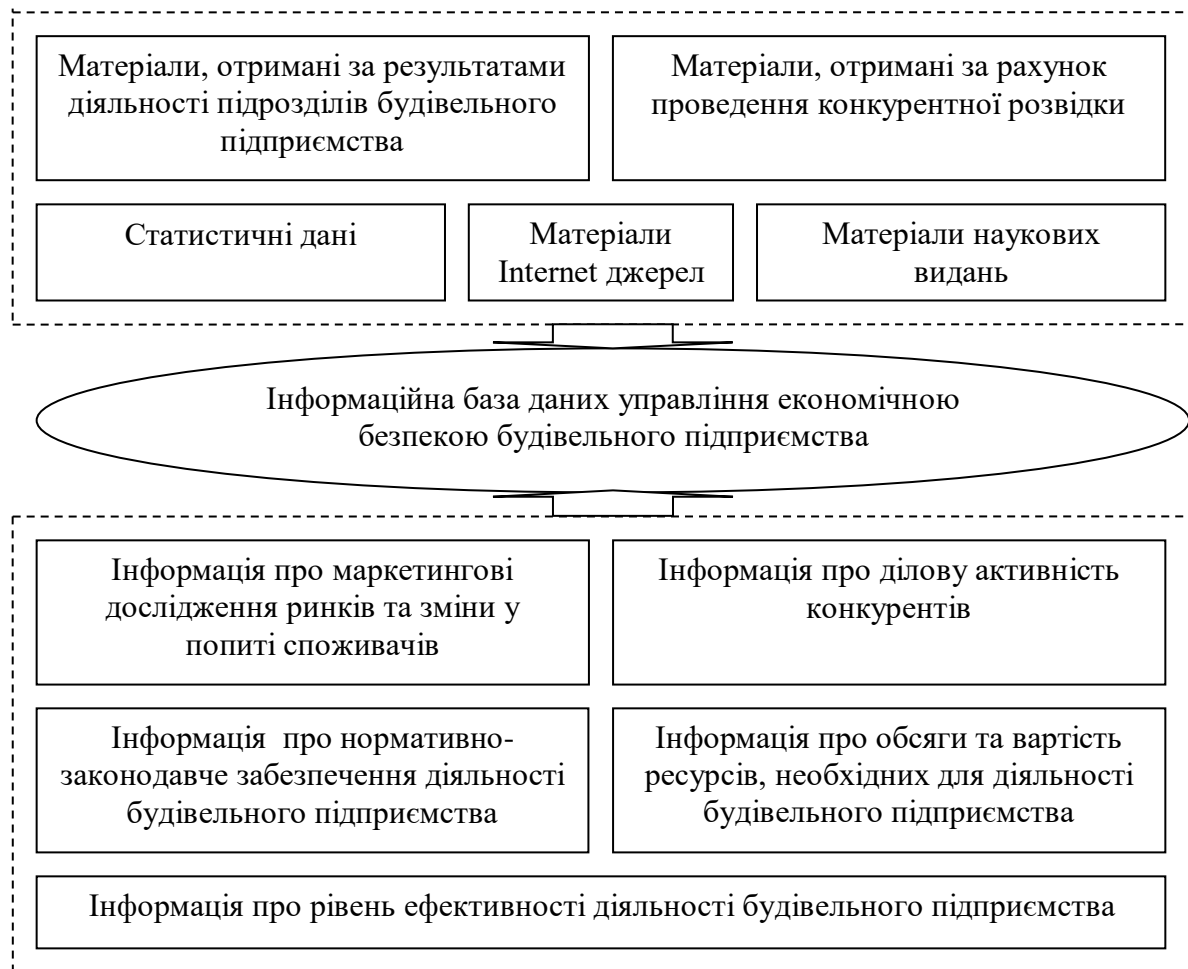 Матеріали, отримані за результатами
діяльності підрозділів будівельного
підприємства
Матеріали, отримані за рахунок
проведення конкурентної розвідки
Статистичні дані
Матеріали
Internet джерел
Матеріали наукових
видань
Інформаційна база даних управління економічною
безпекою будівельного підприємства
Інформація про маркетингові
дослідження ринків та зміни у
попиті споживачів
Інформація про ділову активність
конкурентів
Інформація  про нормативно-
законодавче забезпечення діяльності
будівельного підприємства
Інформація про обсяги та вартість
ресурсів, необхідних для діяльності
будівельного підприємства
Інформація про рівень ефективності діяльності будівельного підприємства